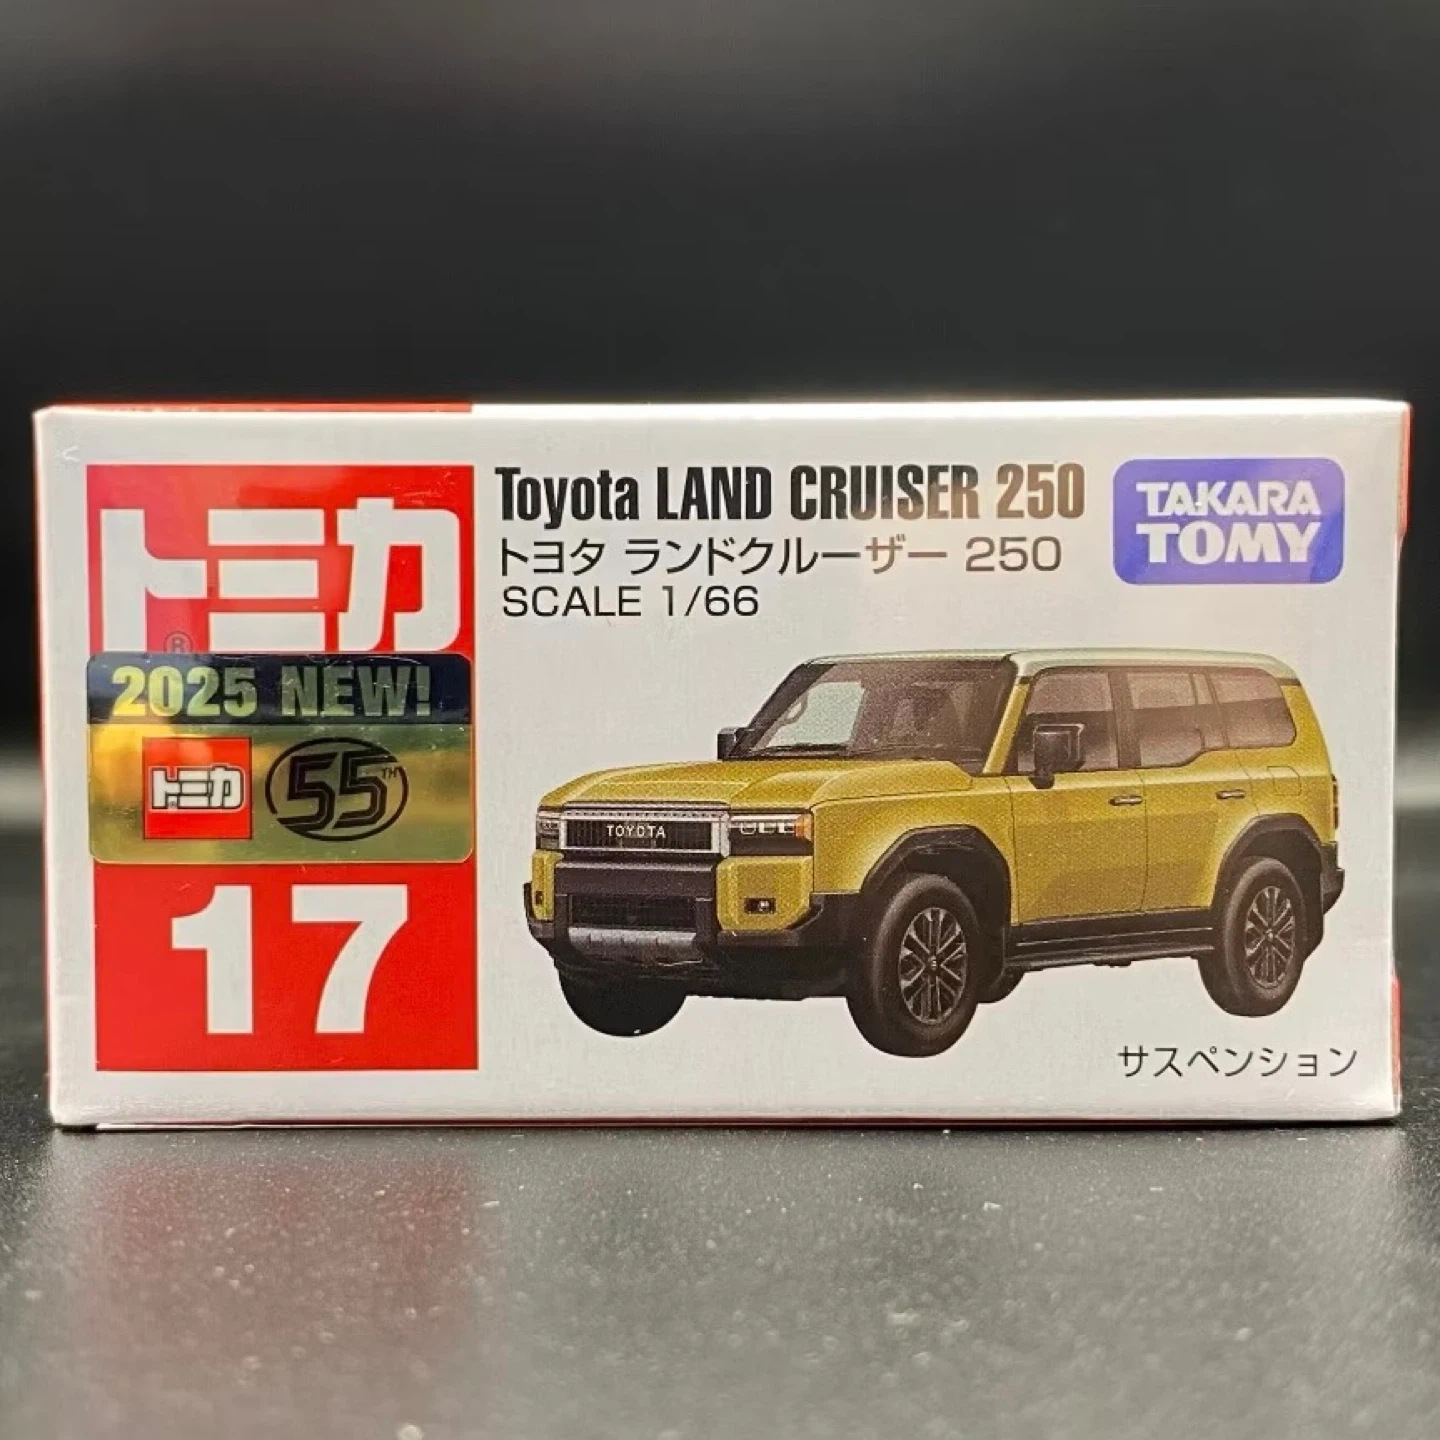 トミカ
®
2025 NEW!
トミカ
®
55TH
17
Toyota LAND CRUISER 250
トヨタ ランドクルーザー 250
SCALE 1/66
TAKARA
TOMY
TOYOTA
サスペンション